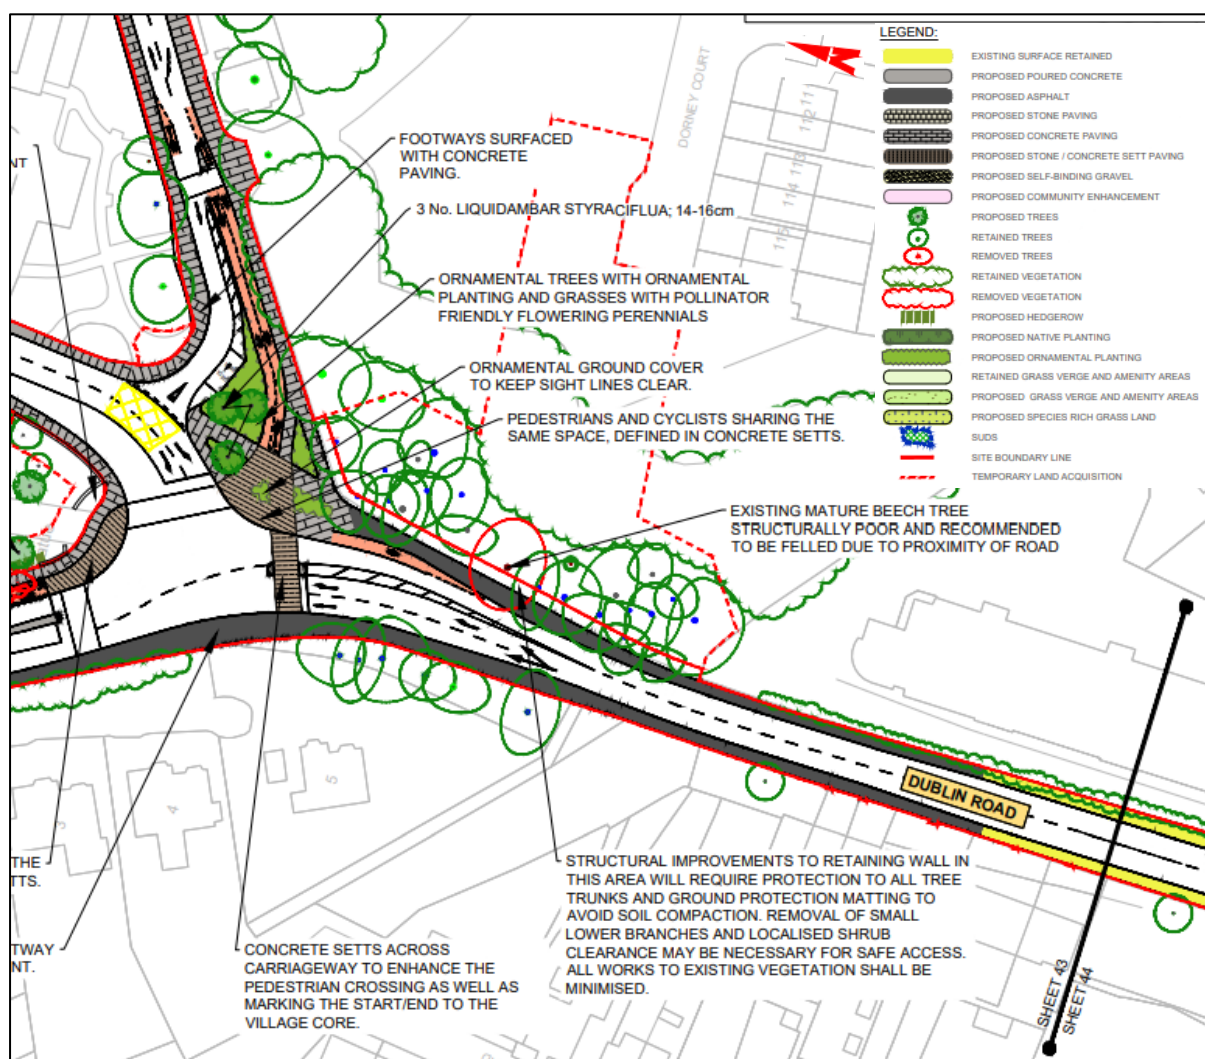 LEGEND:
EXISTING SURFACE RETAINED
PROPOSED POURED CONCRETE
PROPOSED ASPHALT
PROPOSED STONE PAVING
PROPOSED CONCRETE PAVING
PROPOSED STONE / CONCRETE SETT PAVING
PROPOSED SELF-BINDING GRAVEL
PROPOSED COMMUNITY ENHANCEMENT
PROPOSED TREES
RETAINED TREES
REMOVED TREES
RETAINED VEGETATION
REMOVED VEGETATION
PROPOSED HEDGEROW
PROPOSED NATIVE PLANTING
PROPOSED ORNAMENTAL PLANTING
RETAINED GRASS VERGE AND AMENITY AREAS
PROPOSED GRASS VERGE AND AMENITY AREAS
PROPOSED SPECIES RICH GRASS LAND
SUDS
SITE BOUNDARY LINE
TEMPORARY LAND ACQUISITION
DORNEY COURT
111
112
113
114
115
NT
FOOTWAYS SURFACED
WITH CONCRETE
PAVING.
3 No. LIQUIDAMBAR STYRACIFLUA; 14-16cm
ORNAMENTAL TREES WITH ORNAMENTAL
PLANTING AND GRASSES WITH POLLINATOR
FRIENDLY FLOWERING PERENNIALS
ORNAMENTAL GROUND COVER
TO KEEP SIGHT LINES CLEAR.
PEDESTRIANS AND CYCLISTS SHARING THE
SAME SPACE, DEFINED IN CONCRETE SETTS.
EXISTING MATURE BEECH TREE
STRUCTURALLY POOR AND RECOMMENDED
TO BE FELLED DUE TO PROXIMITY OF ROAD
DUBLIN ROAD
3
4
5
THE
TTS.
TWAY
NT.
CONCRETE SETTS ACROSS
CARRIAGEWAY TO ENHANCE THE
PEDESTRIAN CROSSING AS WELL AS
MARKING THE START/END TO THE
VILLAGE CORE.
STRUCTURAL IMPROVEMENTS TO RETAINING WALL IN
THIS AREA WILL REQUIRE PROTECTION TO ALL TREE
TRUNKS AND GROUND PROTECTION MATTING TO
AVOID SOIL COMPACTION. REMOVAL OF SMALL
LOWER BRANCHES AND LOCALISED SHRUB
CLEARANCE MAY BE NECESSARY FOR SAFE ACCESS.
ALL WORKS TO EXISTING VEGETATION SHALL BE
MINIMISED.
SHEET 43
SHEET 44